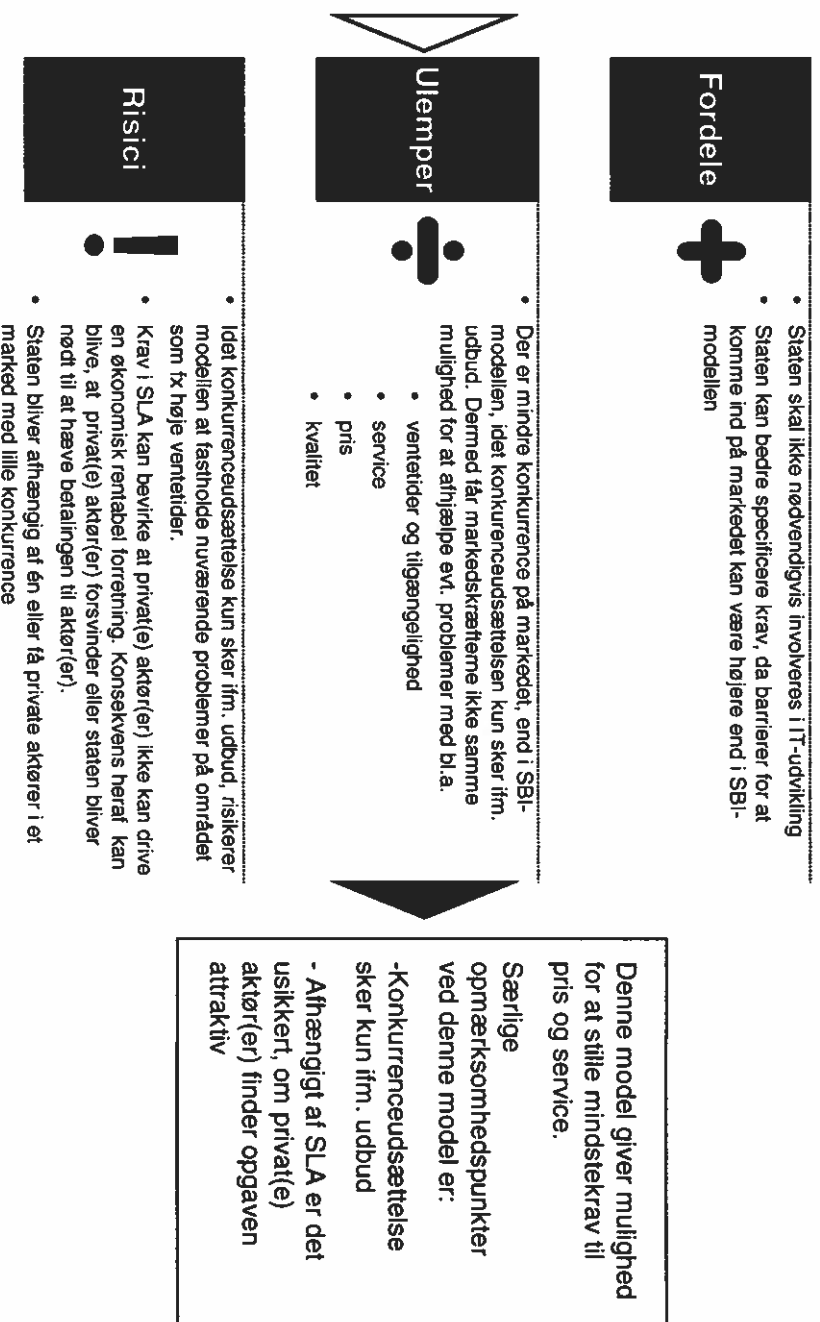 Fordele
• Staten skal ikke nødvendigvis involveres i IT-udvikling
• Staten kan bedre specificere krav, da barrierer for at
komme ind på markedet kan være højere end i SBI-
modellen
Ulemper
• Der er mindre konkurrence på markedet, end i SBI-
modellen, idet konkurenceudsættelsen kun sker ifm.
udbud. Dermed får markedskræfterne ikke samme
mulighed for at afhjælpe evt. problemer med bl.a.
• ventetider og tilgængelighed
• service
• pris
• kvalitet
Risici
• Idet konkurrenceudsættelse kun sker ifm. udbud, risikerer
modellen at fastholde nuværende problemer på området
som fx høje ventetider.
• Krav i SLA kan bevirke at privat(e) aktør(er) ikke kan drive
en økonomisk rentabel forretning. Konsekvens heraf kan
blive, at privat(e) aktør(er) forsvinder eller staten bliver
nødt til at hæve betalingen til aktør(er).
• Staten bliver afhængig af én eller få private aktører i et
marked med lille konkurrence
Denne model giver mulighed
for at stille mindstekrav til
pris og service.
Særlige
opmærksomhedspunkter
ved denne model er:
-Konkurrenceudsættelse
sker kun ifm. udbud
- Afhængigt af SLA er det
usikkert, om privat(e)
aktør(er) finder opgaven
attraktiv